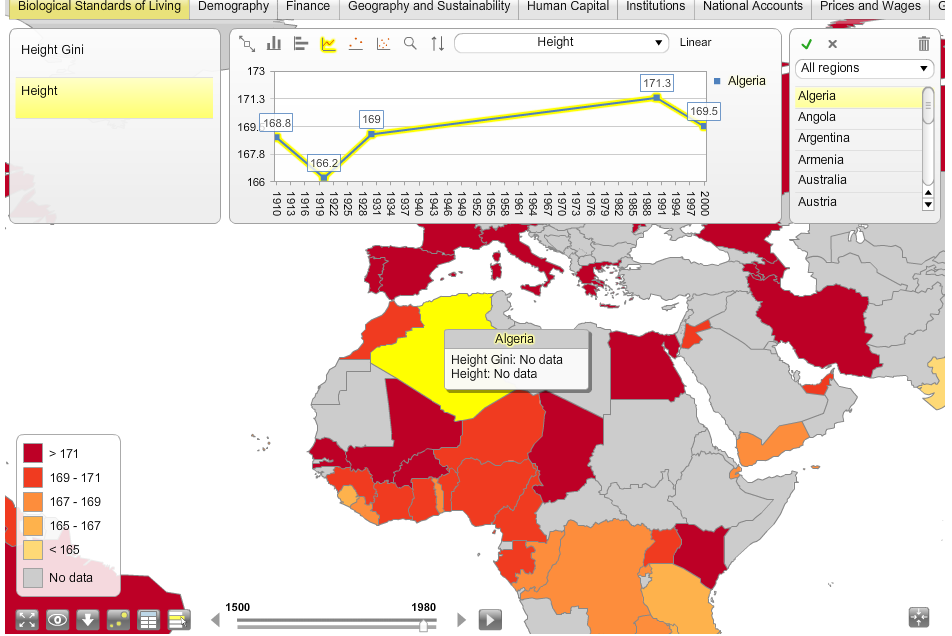 Biological Standards of Living Demography Finance Geography and Sustainability Human Capital Institutions National Accounts Prices and Wages
Height Gini
Height
Height
Linear
173
171.3
169.
167.8
166
168.8
166.2
169
171.3
169.5
Algeria
1910 1913 1916 1919 1922 1925 1928 1931 1934 1937 1940 1943 1946 1949 1952 1955 1958 1961 1964 1967 1970 1973 1976 1979 1982 1985 1988 1991 1994 1997 2000
All regions
Algeria
Angola
Argentina
Armenia
Australia
Austria
Algeria
Height Gini: No data
Height: No data
> 171
169 - 171
167 - 169
165 - 167
< 165
No data
1500 1980